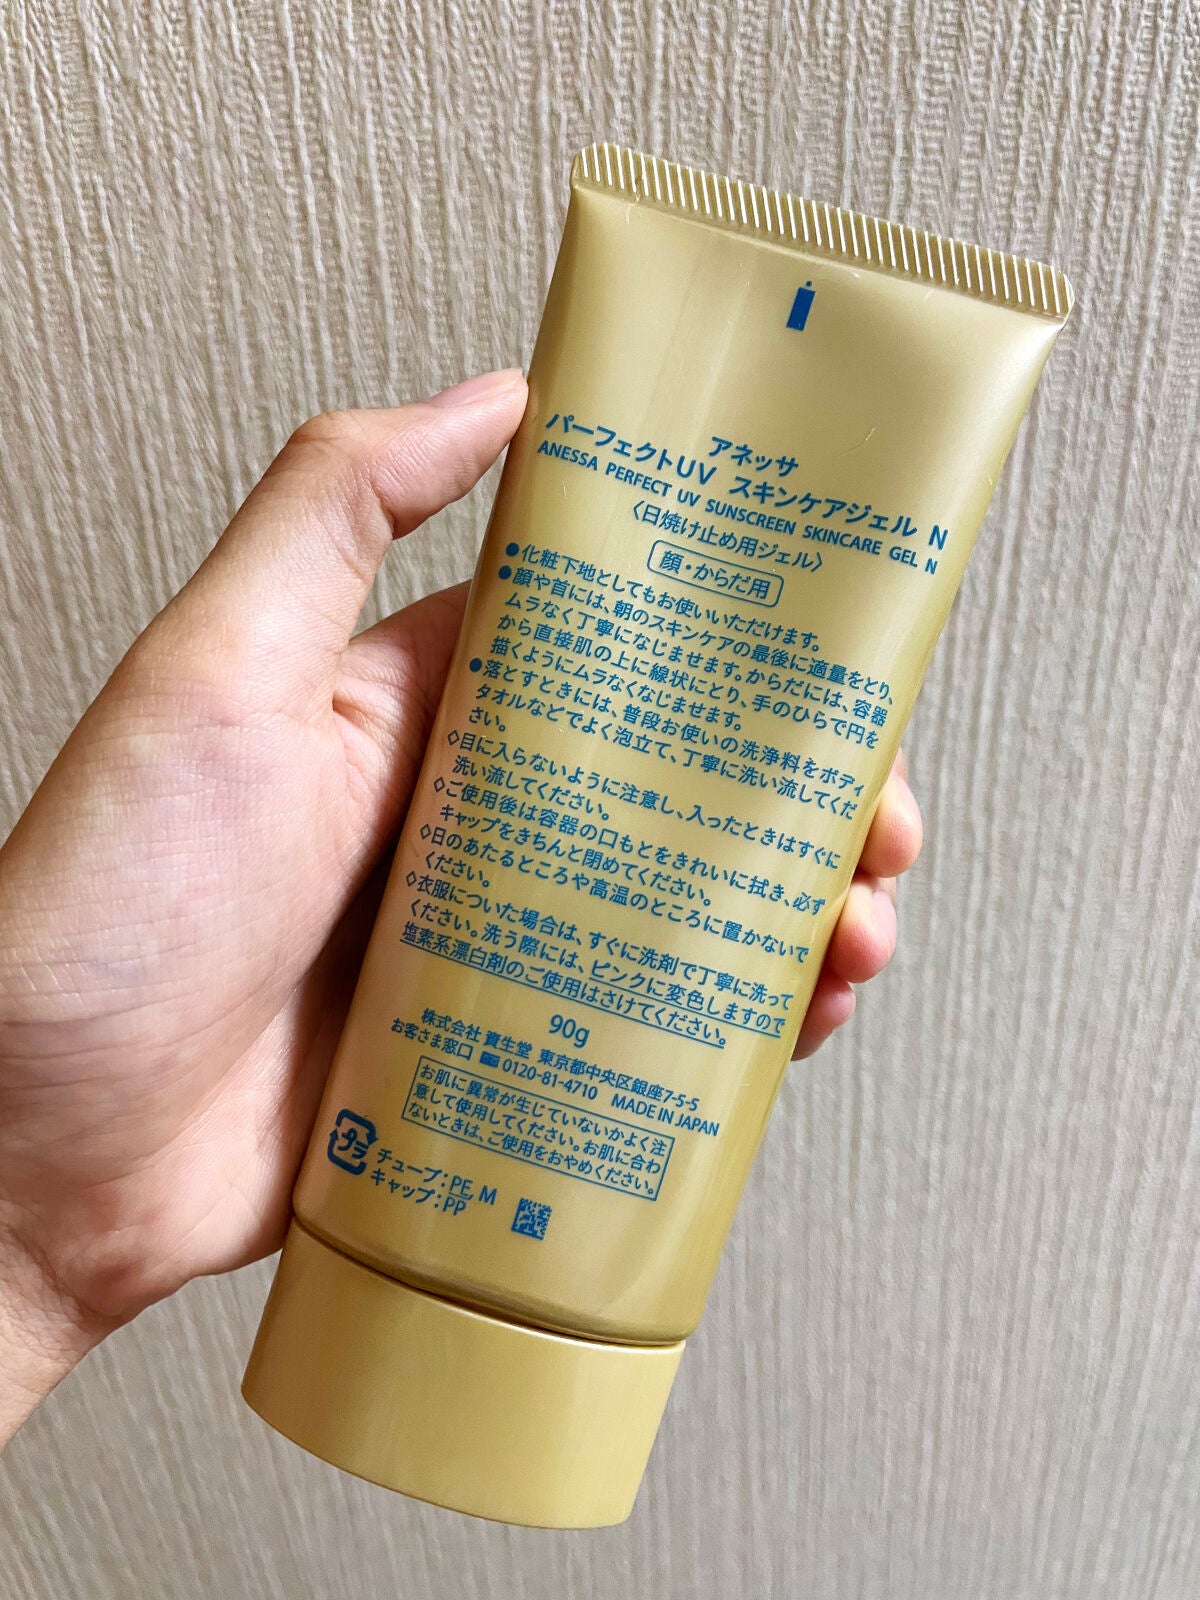 アネッサ
パーフェクトUV スキンケアジェル N
ANESSA PERFECT UV SUNSCREEN SKINCARE GEL N
〈日焼け止め用ジェル〉
顔・からだ用
●化粧下地としてもお使いいただけます。
●顔や首には、朝のスキンケアの最後に適量をとり、
ムラなく丁寧になじませます。からだには、容器
から直接肌の上に線状にとり、手のひらで円を
描くようにムラなくなじませます。
●落とすときには、普段お使いの洗浄料をボディ
タオルなどでよく泡立て、丁寧に洗い流してくだ
さい。
◇目に入らないように注意し、入ったときはすぐに
洗い流してください。
◇ご使用後は容器の口もとをきれいに拭き、必ず
キャップをきちんと閉めてください。
◇日のあたるところや高温のところに置かないで
ください。
◇衣服についた場合は、すぐに洗剤で丁寧に洗って
ください。洗う際には、ピンクに変色しますので
塩素系漂白剤のご使用はさけてください。
90g
株式会社 資生堂 東京都中央区銀座7-5-5
お客さま窓口 0120-81-4710 MADE IN JAPAN
お肌に異常が生じていないかよく注
意して使用してください。お肌に合わ
ないときは、ご使用をおやめください。
プラ
チューブ:PE, M
キャップ:PP